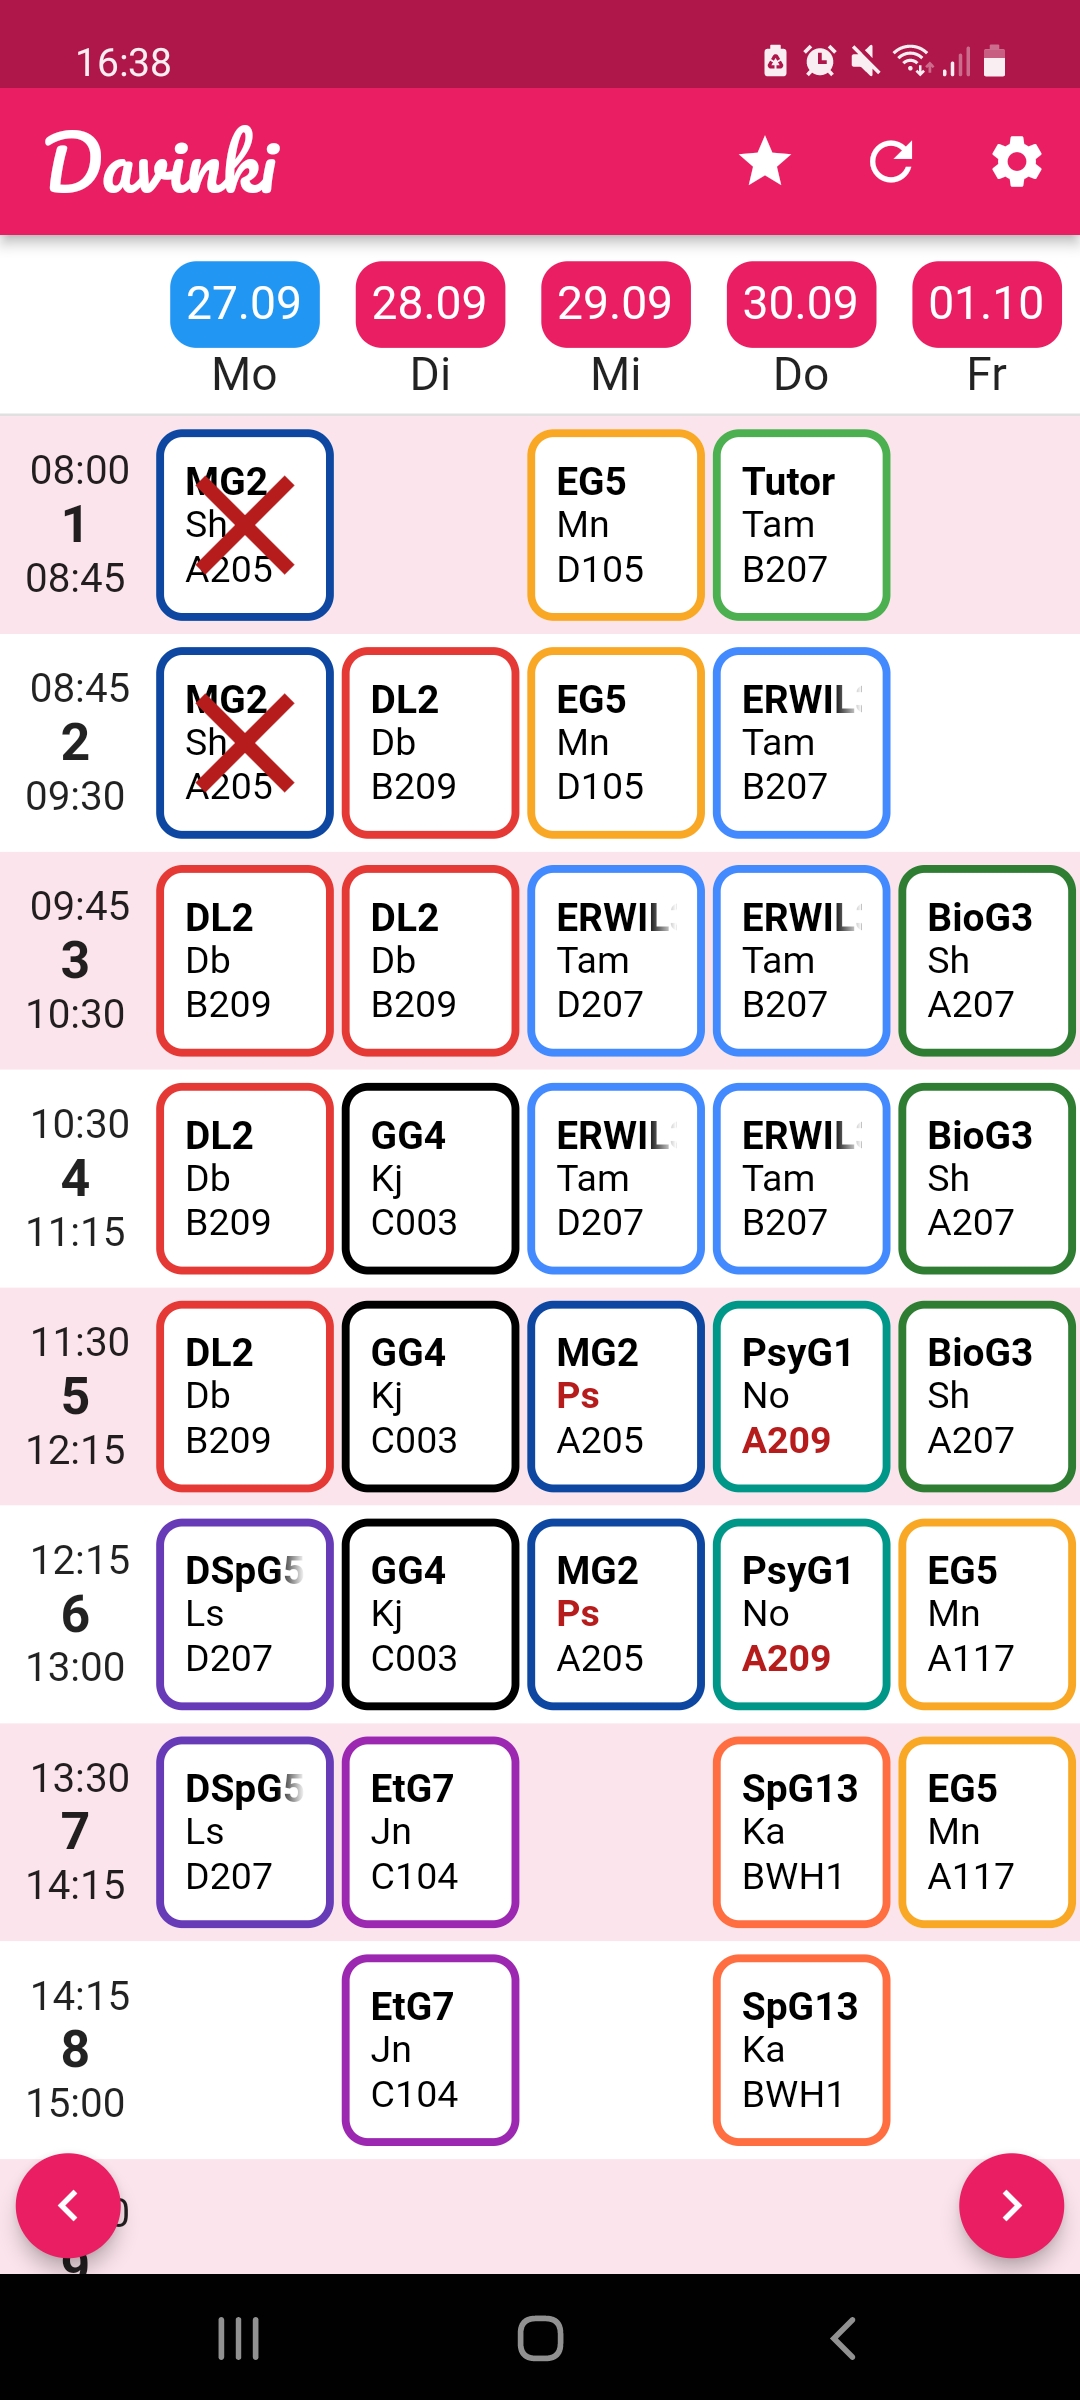 16:38
Davinki
27.09 28.09 29.09 30.09 01.10
Mo Di Mi Do Fr
08:00
1
08:45
MG2
Sh
A205
EG5
Mn
D105
Tutor
Tam
B207
08:45
2
09:30
MG2
Sh
A205
DL2
Db
B209
EG5
Mn
D105
ERWIL
Tam
B207
09:45
3
10:30
DL2
Db
B209
DL2
Db
B209
ERWIL
Tam
D207
ERWIL
Tam
B207
BioG3
Sh
A207
10:30
4
11:15
DL2
Db
B209
GG4
Kj
C003
ERWIL
Tam
D207
ERWIL
Tam
B207
BioG3
Sh
A207
11:30
5
12:15
DL2
Db
B209
GG4
Kj
C003
MG2
Ps
A205
PsyG1
No
A209
BioG3
Sh
A207
12:15
6
13:00
DSpG5
Ls
D207
GG4
Kj
C003
MG2
Ps
A205
PsyG1
No
A209
EG5
Mn
A117
13:30
7
14:15
DSpG5
Ls
D207
EtG7
Jn
C104
SpG13
Ka
BWH1
EG5
Mn
A117
14:15
8
15:00
EtG7
Jn
C104
SpG13
Ka
BWH1
9